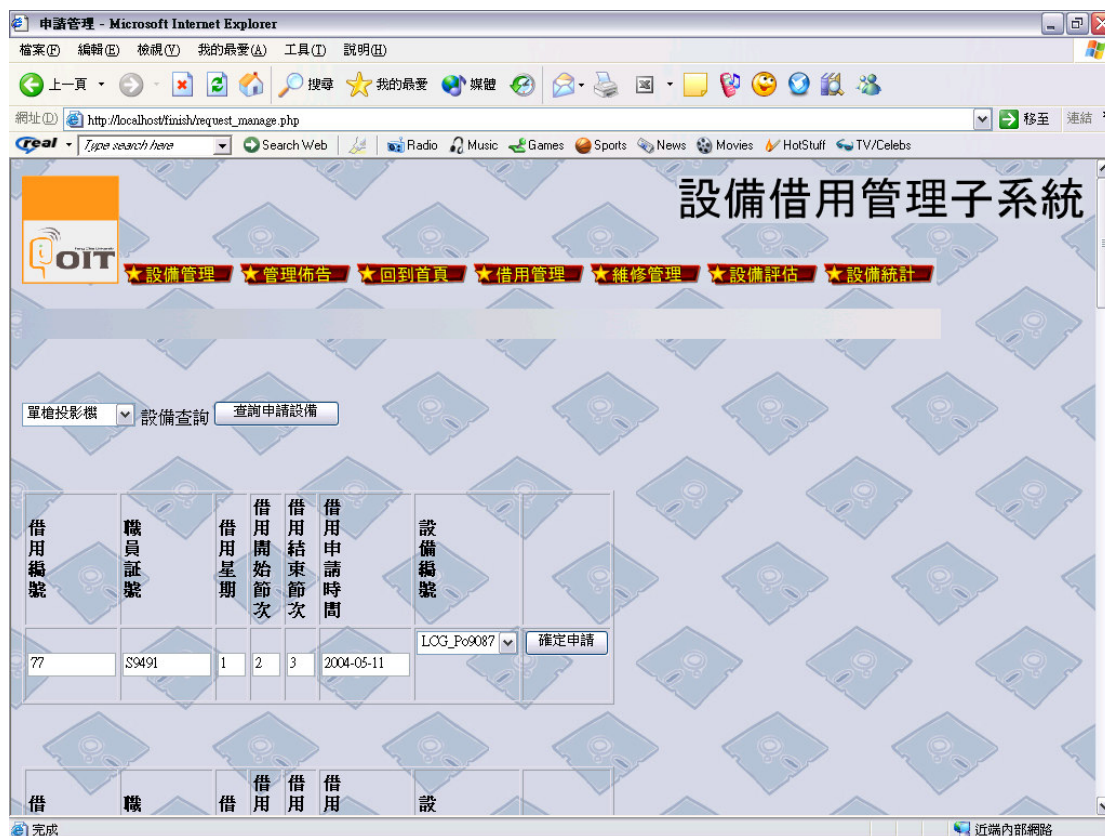 申請管理 - Microsoft Internet Explorer
檔案(F) 編輯(E) 檢視(V) 我的最愛(A) 工具(T) 說明(H)
上一頁 搜尋 我的最愛 媒體
網址(D) http://localhost/finish/request_manage.php 移至 連結
real Type search here Search Web Radio Music Games Sports News Movies HotStuff TV/Celebs
設備借用管理子系統
OIT
設備管理 管理佈告 回到首頁 借用管理 維修管理 設備評估 設備統計
單槍投影機 設備查詢 查詢申請設備
借用編號 職員証號 借用星期 借用開始節次 借用結束節次 借用申請時間 設備編號
77 S9491 1 2 3 2004-05-11 LCG_Po9087 確定申請
借 職 借 借用 借用 借用 設
完成 近端內部網路